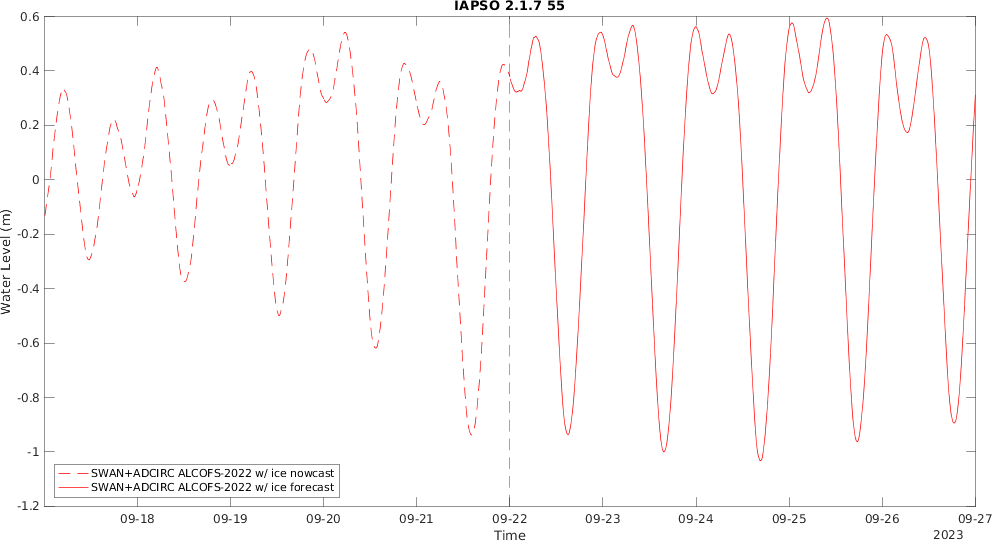 IAPSO 2.1.7 55
0.6
0.4
0.2
0
-0.2
-0.4
-0.6
-0.8
-1
-1.2
Water Level (m)
SWAN+ADCIRC ALCOFS-2022 w/ ice nowcast
SWAN+ADCIRC ALCOFS-2022 w/ ice forecast
09-18 09-19 09-20 09-21 09-22 09-23 09-24 09-25 09-26 09-27
Time
2023